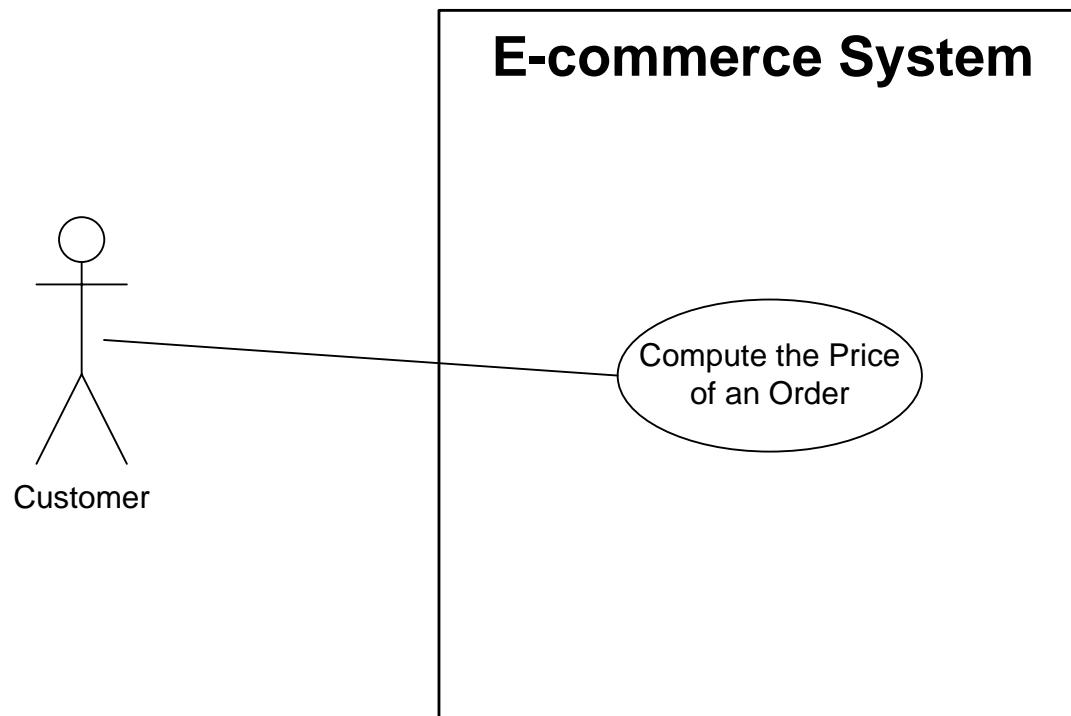 E-commerce System
Compute the Price
of an Order
Customer